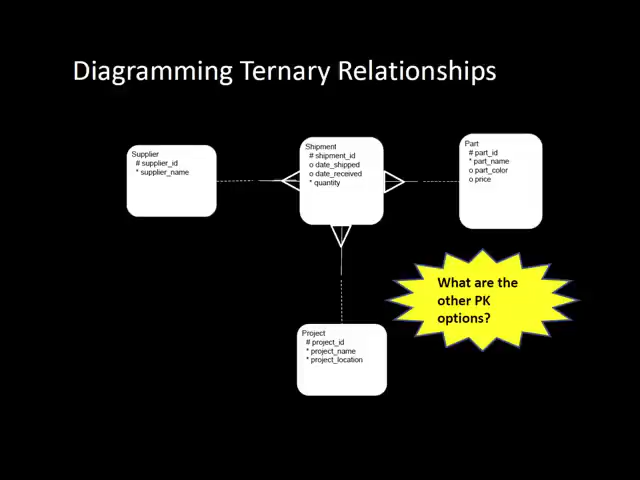 Diagramming Ternary Relationships
Supplier
# supplier_id
* supplier_name
Shipment
# shipment_id
o date_shipped
o date_received
* quantity
Part
# part_id
* part_name
o part_color
o price
What are the
other PK
options?
Project
# project_id
* project_name
* project_location